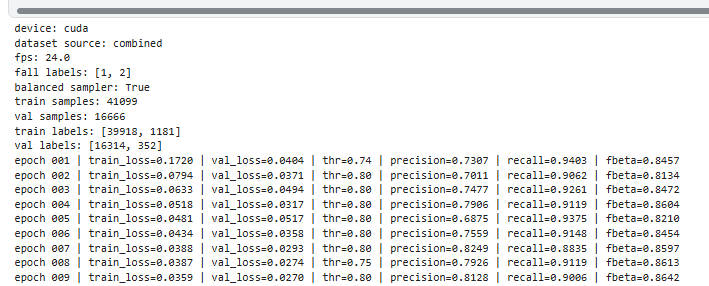 device: cuda
dataset source: combined
fps: 24.0
fall labels: [1, 2]
balanced sampler: True
train samples: 41099
val samples: 16666
train labels: [39918, 1181]
val labels: [16314, 352]
epoch 001 | train_loss=0.1720 | val_loss=0.0404 | thr=0.74 | precision=0.7307 | recall=0.9403 | fbeta=0.8457
epoch 002 | train_loss=0.0794 | val_loss=0.0371 | thr=0.80 | precision=0.7011 | recall=0.9062 | fbeta=0.8134
epoch 003 | train_loss=0.0633 | val_loss=0.0494 | thr=0.80 | precision=0.7477 | recall=0.9261 | fbeta=0.8472
epoch 004 | train_loss=0.0518 | val_loss=0.0317 | thr=0.80 | precision=0.7906 | recall=0.9119 | fbeta=0.8604
epoch 005 | train_loss=0.0481 | val_loss=0.0517 | thr=0.80 | precision=0.6875 | recall=0.9375 | fbeta=0.8210
epoch 006 | train_loss=0.0434 | val_loss=0.0358 | thr=0.80 | precision=0.7559 | recall=0.9148 | fbeta=0.8454
epoch 007 | train_loss=0.0388 | val_loss=0.0293 | thr=0.80 | precision=0.8249 | recall=0.8835 | fbeta=0.8597
epoch 008 | train_loss=0.0387 | val_loss=0.0274 | thr=0.75 | precision=0.7926 | recall=0.9119 | fbeta=0.8613
epoch 009 | train_loss=0.0359 | val_loss=0.0270 | thr=0.80 | precision=0.8128 | recall=0.9006 | fbeta=0.8642